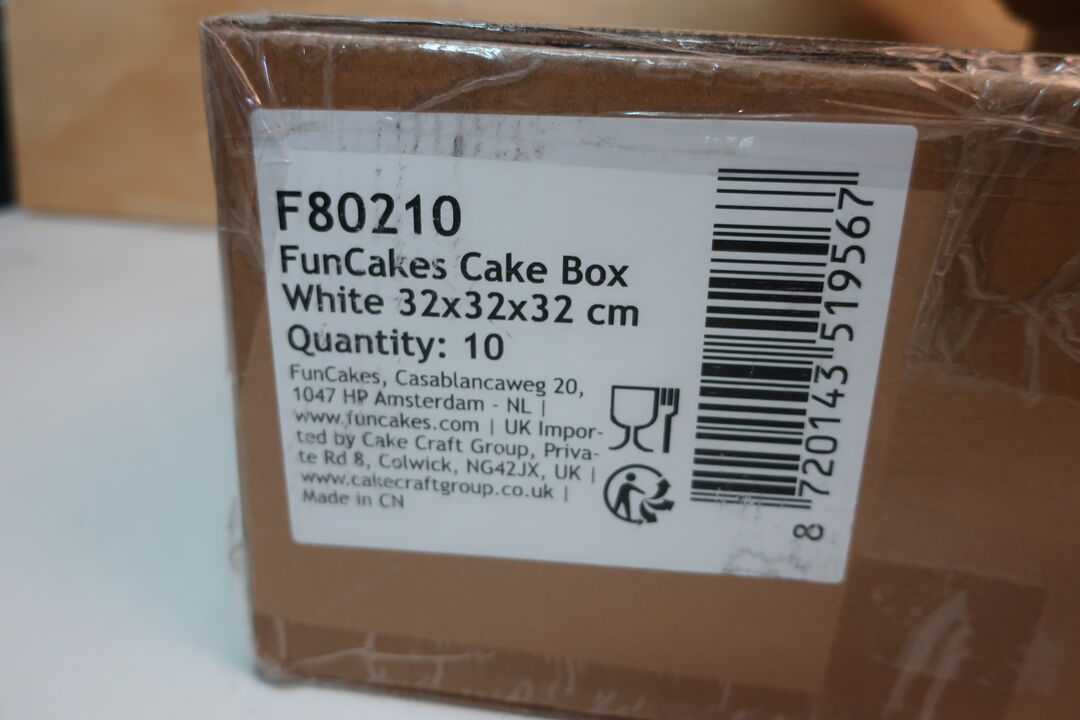 F80210
FunCakes Cake Box
White 32x32x32 cm
Quantity: 10
FunCakes, Casablancaweg 20,
1047 HP Amsterdam - NL |
www.funcakes.com | UK Impor-
ted by Cake Craft Group, Priva-
te Rd 8, Colwick, NG42JX, UK |
www.cakecraftgroup.co.uk |
Made in CN
8 720143 519567